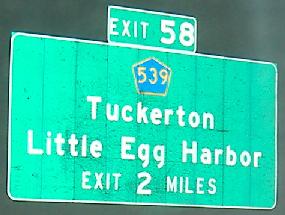 EXIT 58
539
Tuckerton
Little Egg Harbor
EXIT 2 MILES